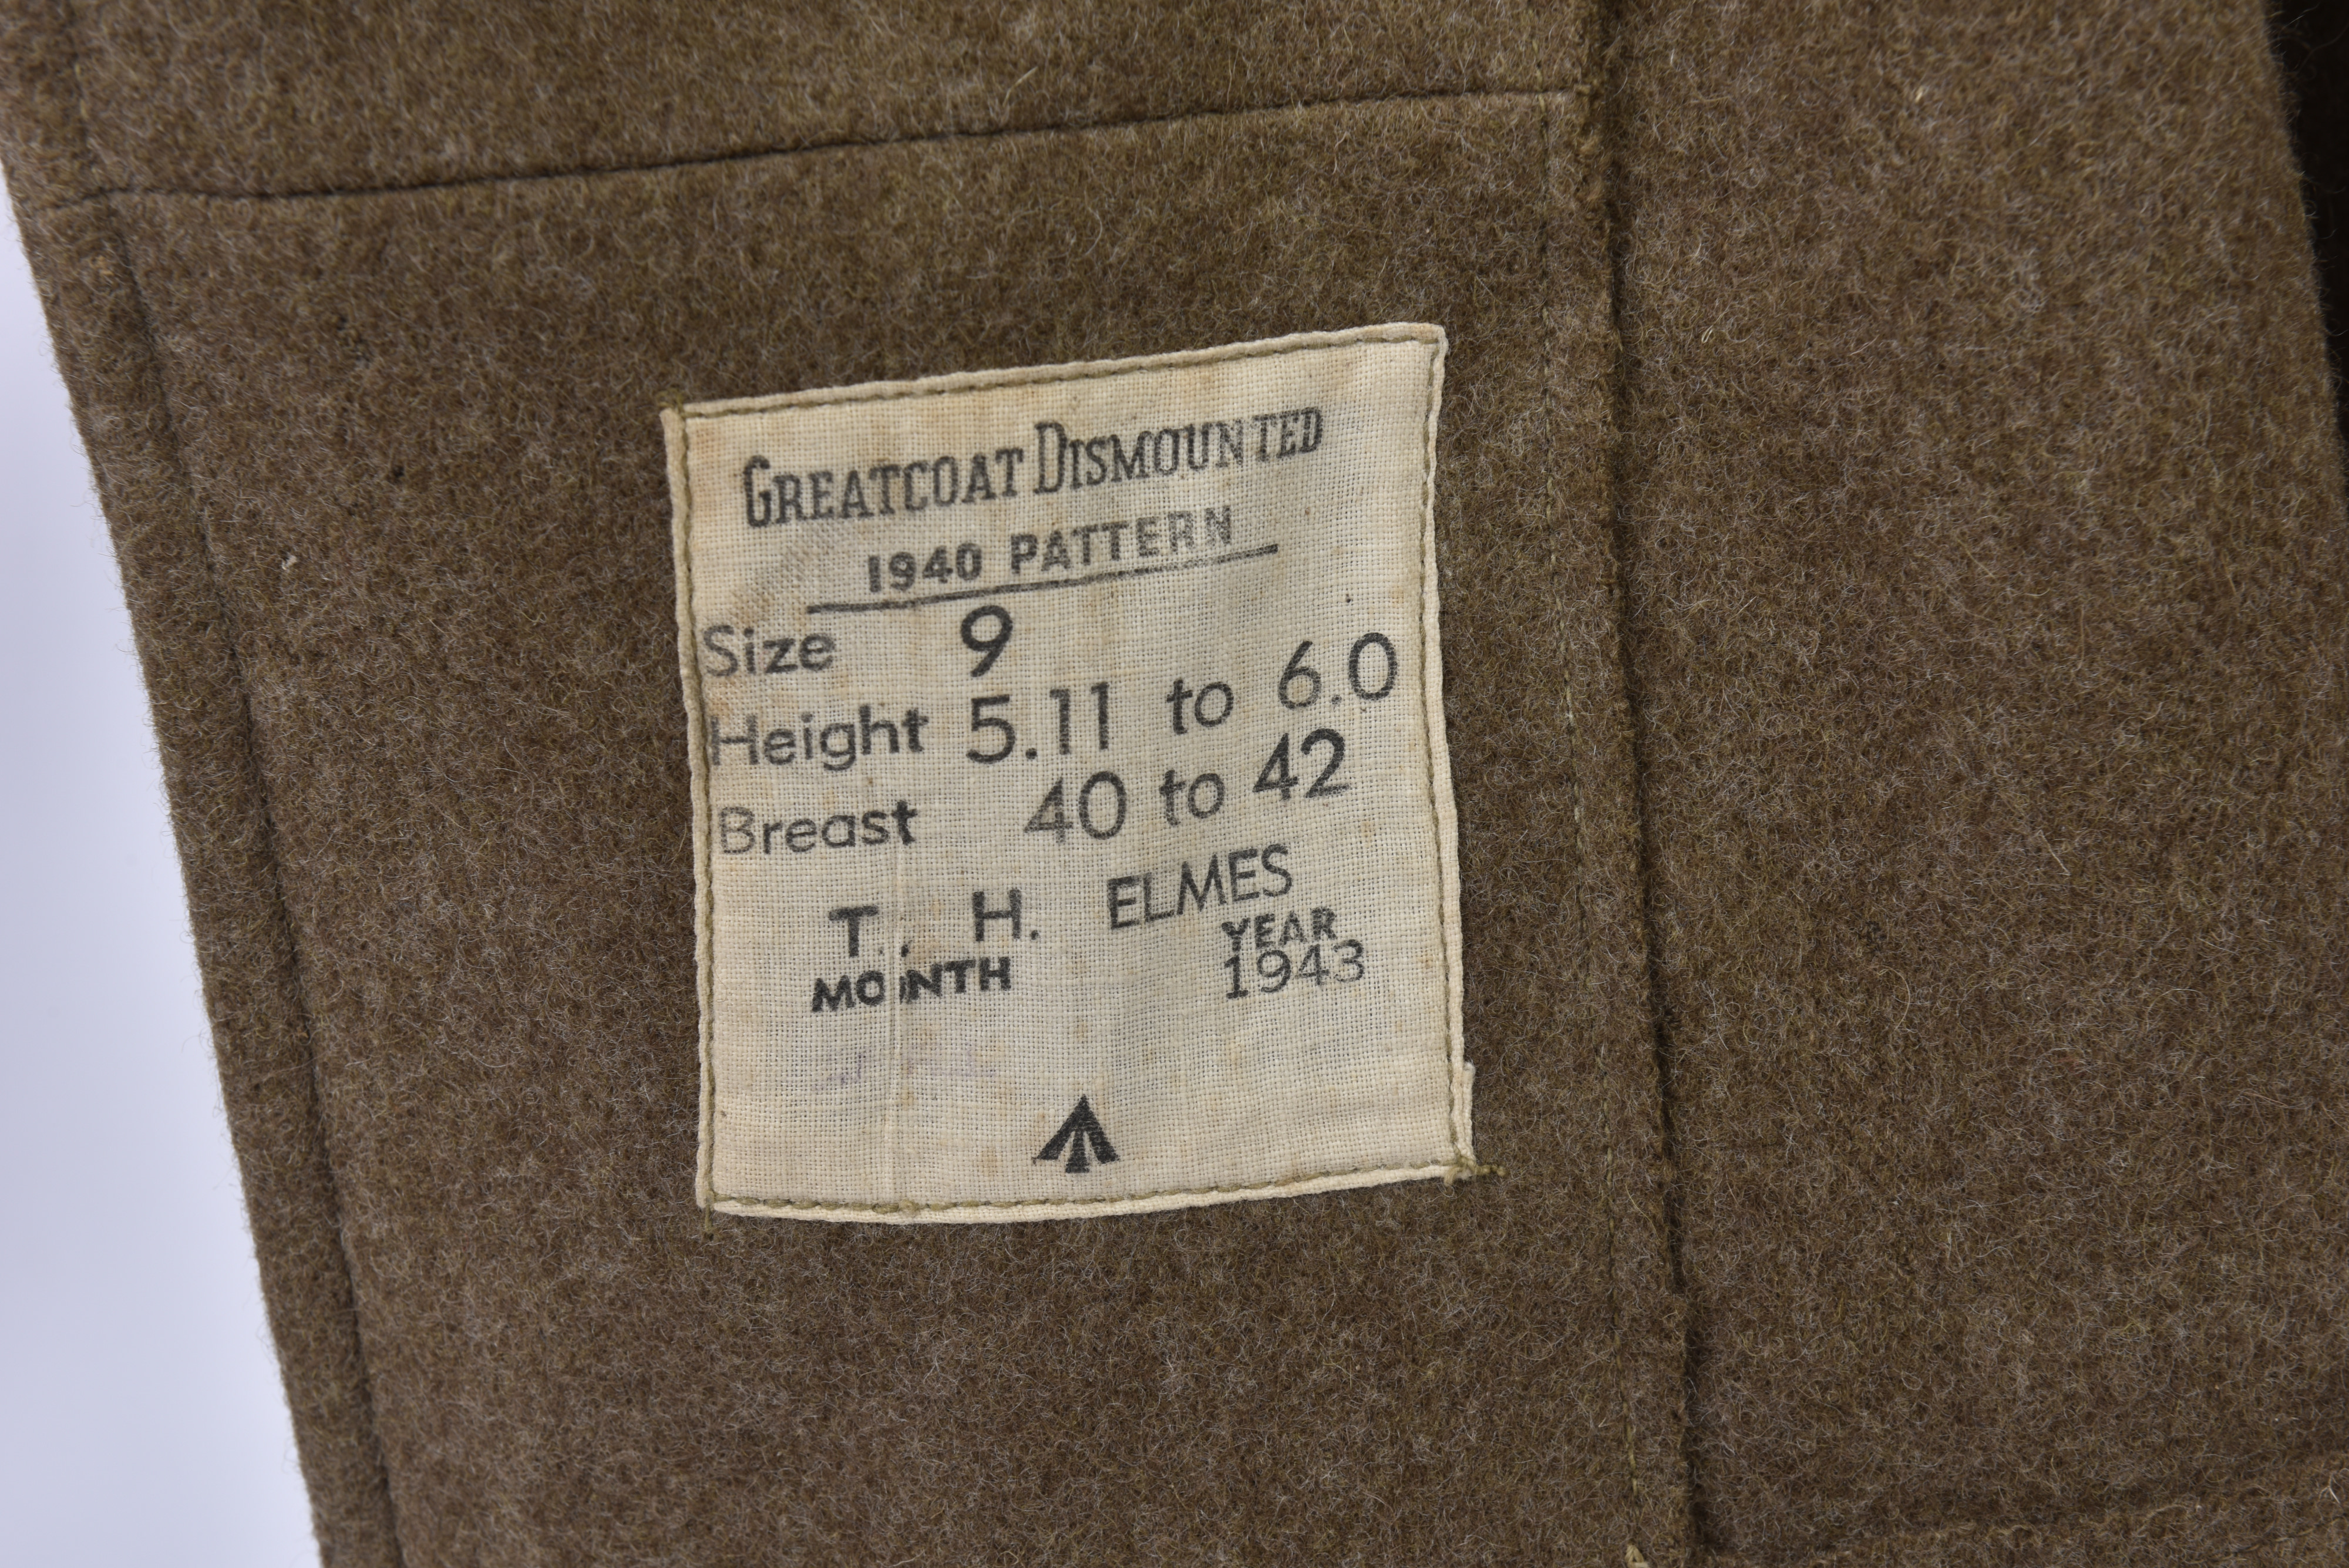 GREATCOAT DISMOUNTED
1940 PATTERN
Size 9
Height 5.11 to 6.0
Breast 40 to 42
T., H. ELMES
MONTH YEAR
1943